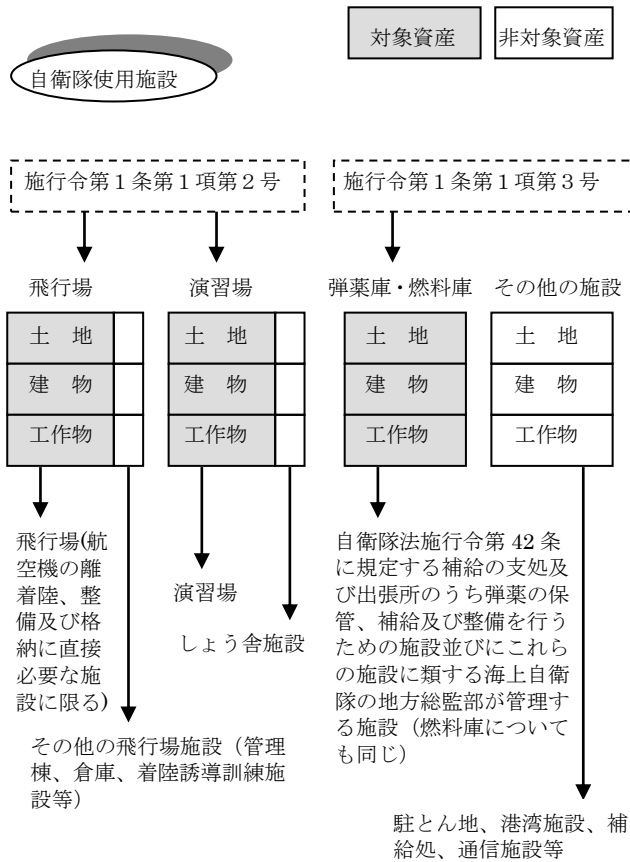 対象資産
非対象資産
自衛隊使用施設
施行令第1条第1項第2号
施行令第1条第1項第3号
飛行場
演習場
弾薬庫・燃料庫
その他の施設
土 地
建 物
工作物
土 地
建 物
工作物
土 地
建 物
工作物
土 地
建 物
工作物
飛行場(航
空機の離
着陸、整
備及び格
納に直接
必要な施
設に限る)
その他の飛行場施設（管理
棟、倉庫、着陸誘導訓練施
設等）
演習場
しょう舎施設
自衛隊法施行令第 42 条
に規定する補給の支処及
び出張所のうち弾薬の保
管、補給及び整備を行う
ための施設並びにこれら
の施設に類する海上自衛
隊の地方総監部が管理す
る施設（燃料庫について
も同じ）
駐とん地、港湾施設、補
給処、通信施設等